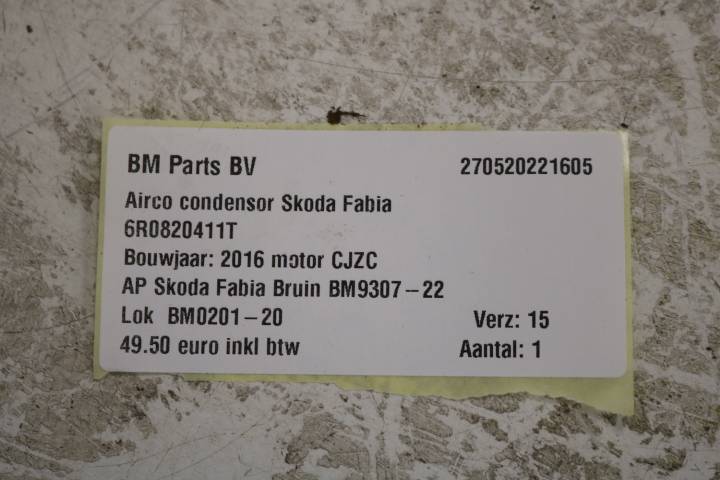 BM Parts BV 270520221605
Airco condensor Skoda Fabia
6R0820411T
Bouwjaar: 2016 motor CJZC
AP Skoda Fabia Bruin BM9307-22
Lok BM0201-20 Verz: 15
49.50 euro inkl btw Aantal: 1